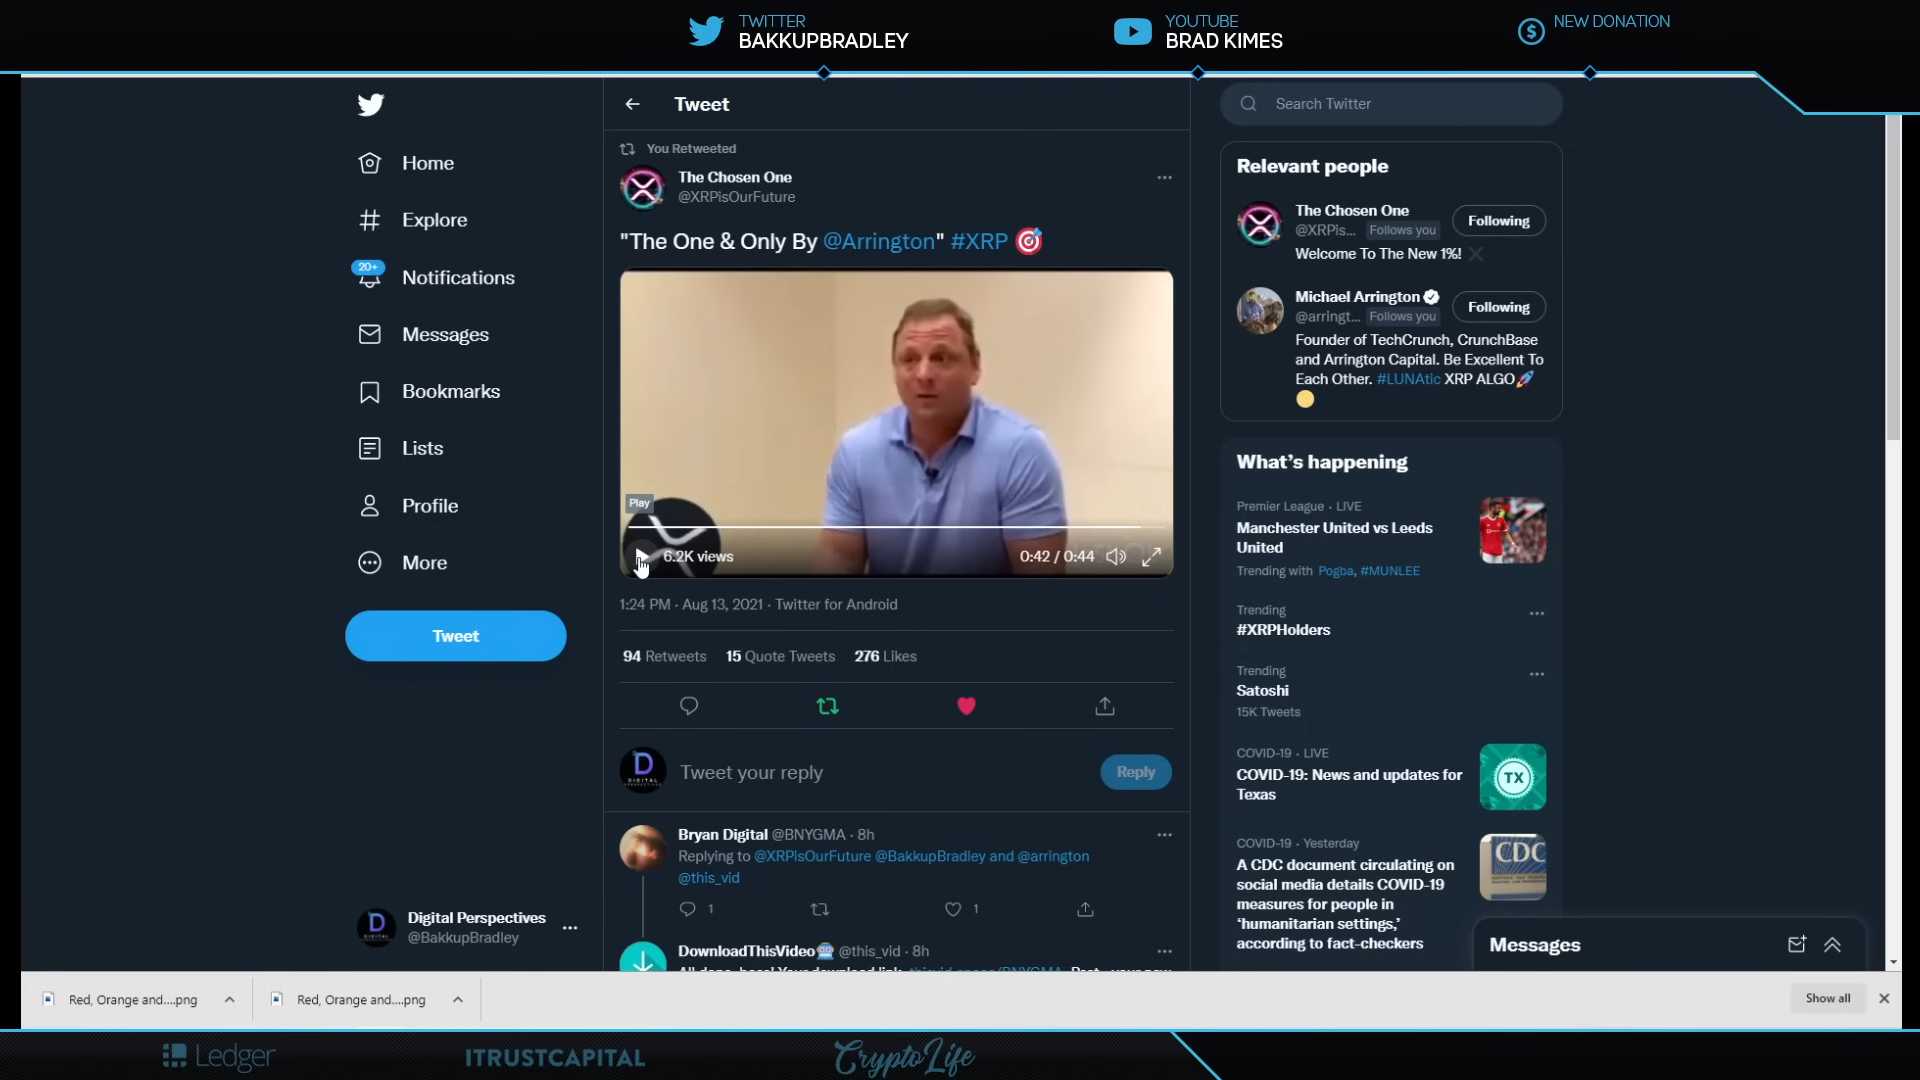 TWITTER
BAKKUPBRADLEY
YOUTUBE
BRAD KIMES
NEW DONATION
Home
Explore
20+
Notifications
Messages
Bookmarks
Lists
Profile
More
Tweet
Digital Perspectives
@BakkupBradley
Tweet
You Retweeted
The Chosen One
@XRPisOurFuture
"The One & Only By @Arrington" #XRP 🎯
Play
6.2K views
0:42 / 0:44
1:24 PM · Aug 13, 2021 · Twitter for Android
94 Retweets 15 Quote Tweets 276 Likes
D
DIGITAL
Tweet your reply
Reply
Bryan Digital @BNYGMA · 8h
Replying to @XRPisOurFuture @BakkupBradley and @arrington
@this_vid
1
1
DownloadThisVideo🤖 @this_vid · 8h
Search Twitter
Relevant people
The Chosen One
@XRPis... Follows you
Following
Welcome To The New 1%!
Michael Arrington
@arringt... Follows you
Following
Founder of TechCrunch, CrunchBase
and Arrington Capital. Be Excellent To
Each Other. #LUNAtic XRP ALGO🚀
🌕
What's happening
Premier League · LIVE
Manchester United vs Leeds
United
Trending with Pogba, #MUNLEE
Trending
#XRPHolders
Trending
Satoshi
15K Tweets
COVID-19 · LIVE
COVID-19: News and updates for
Texas
TX
COVID-19 · Yesterday
A CDC document circulating on
social media details COVID-19
measures for people in
'humanitarian settings,'
according to fact-checkers
CDC
Messages
Red, Orange and....png
Red, Orange and....png
Show all
Ledger
ITRUSTCAPITAL
CryptoLife